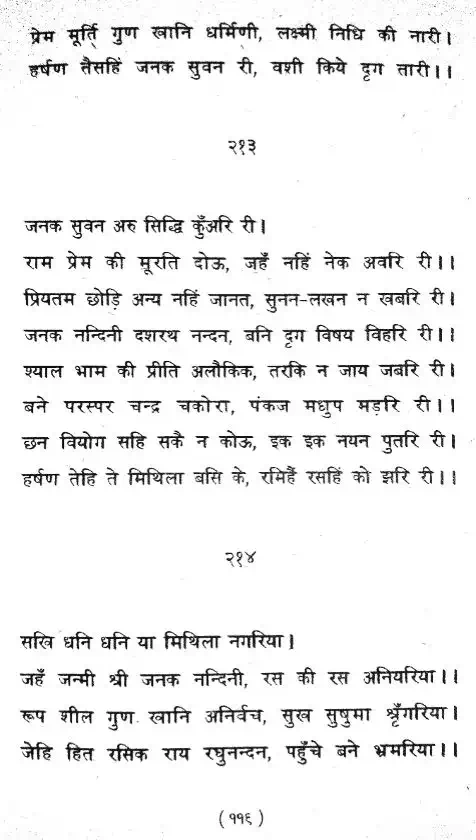 प्रेम मूर्ति गुण खानि धर्मिणी, लक्ष्मी निधि की नारी।
हर्षण तैसहिं जनक सुवन री, वशी किये दृग तारी।।
२१३
जनक सुवन अरु सिद्धि कुँअरि री।
राम प्रेम की मूरति दोऊ, जहँ नहिं नेक अवरि री।।
प्रियतम छोड़ि अन्य नहिं जानत, सुनन-लखन न खबरि री।
जनक नन्दिनी दशरथ नन्दन, बनि दृग विषय विहरि री।।
श्याल भाम की प्रीति अलौकिक, तरकि न जाय जबरि री।
बने परस्पर चन्द्र चकोरा, पंकज मधुप मड़रि री।।
छन वियोग सहि सकै न कोऊ, इक इक नयन पुतरि री।
हर्षण तेहि ते मिथिला बसि के, रमिहैं रसहिं को झरि री।।
२१४
सखि धनि धनि या मिथिला नगरिया।
जहँ जन्मी श्री जनक नन्दिनी, रस की रस अनियरिया।।
रूप शील गुण खानि अनिर्वच, सुख सुषुमा श्रृँगरिया।
जेहि हित रसिक राय रघुनन्दन, पहुँचे बने भ्रमरिया।।
(११६)